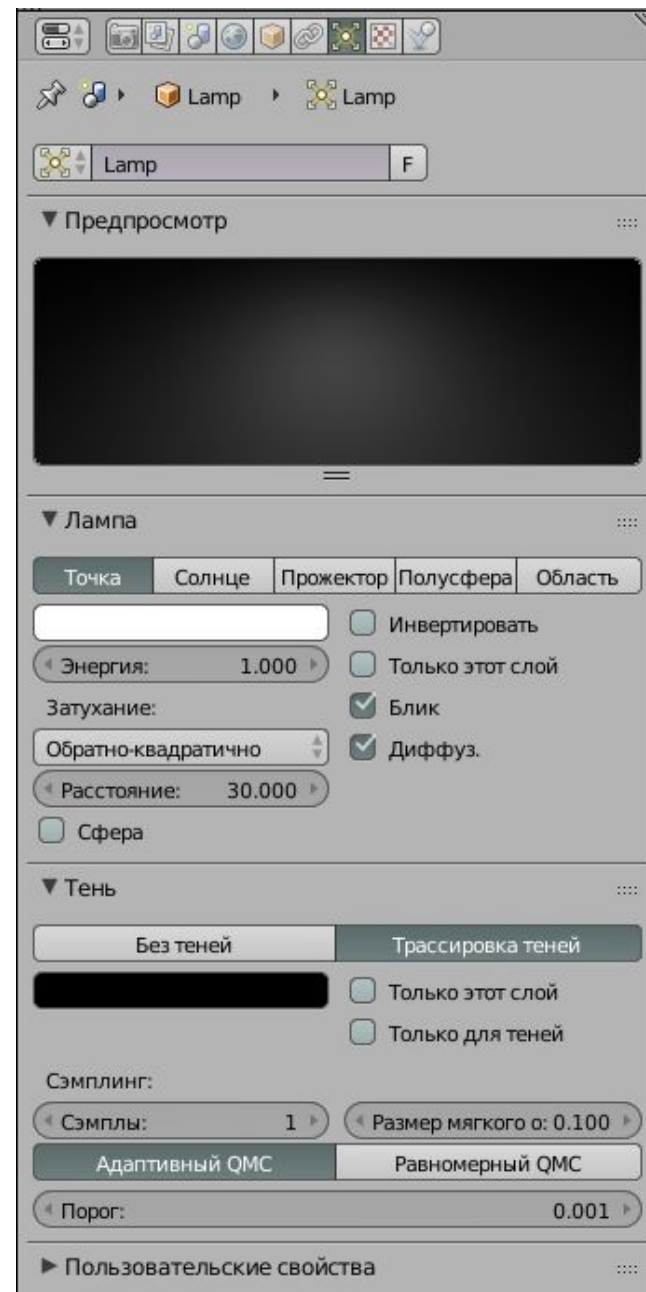 Lamp Lamp
Lamp F
Предпросмотр
Лампа
Точка Солнце Прожектор Полусфера Область
Инвертировать
Энергия: 1.000 Только этот слой
Затухание: Блик
Обратно-квадратично Диффуз.
Расстояние: 30.000
Сфера
Тень
Без теней Трассировка теней
Только этот слой
Только для теней
Сэмплинг:
Сэмплы: 1 Размер мягкого о: 0.100
Адаптивный QMC Равномерный QMC
Порог: 0.001
Пользовательские свойства